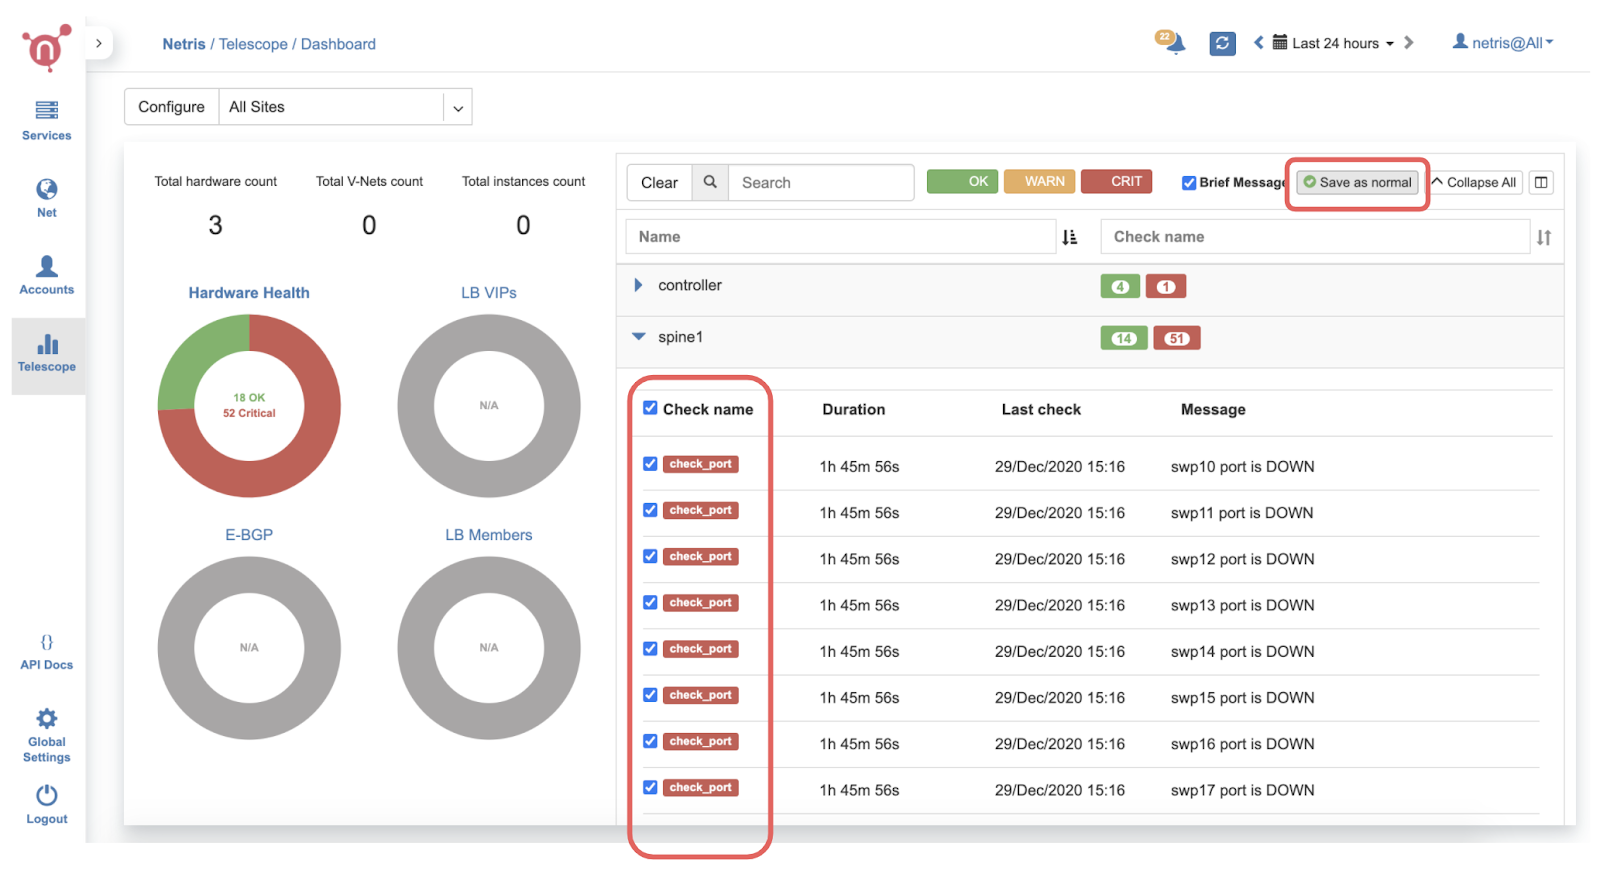 Netris / Telescope / Dashboard
22
Last 24 hours
netris@All
Services
Net
Accounts
Telescope
API Docs
Global
Settings
Logout
Configure
All Sites
Total hardware count
Total V-Nets count
Total instances count
3
0
0
Hardware Health
LB VIPs
18 OK
52 Critical
N/A
E-BGP
LB Members
N/A
N/A
Clear
Search
OK
WARN
CRIT
Brief Message
Save as normal
Collapse All
Name
Check name
controller
4
1
spine1
14
51
Check name Duration Last check Message
check_port 1h 45m 56s 29/Dec/2020 15:16 swp10 port is DOWN
check_port 1h 45m 56s 29/Dec/2020 15:16 swp11 port is DOWN
check_port 1h 45m 56s 29/Dec/2020 15:16 swp12 port is DOWN
check_port 1h 45m 56s 29/Dec/2020 15:16 swp13 port is DOWN
check_port 1h 45m 56s 29/Dec/2020 15:16 swp14 port is DOWN
check_port 1h 45m 56s 29/Dec/2020 15:16 swp15 port is DOWN
check_port 1h 45m 56s 29/Dec/2020 15:16 swp16 port is DOWN
check_port 1h 45m 56s 29/Dec/2020 15:16 swp17 port is DOWN